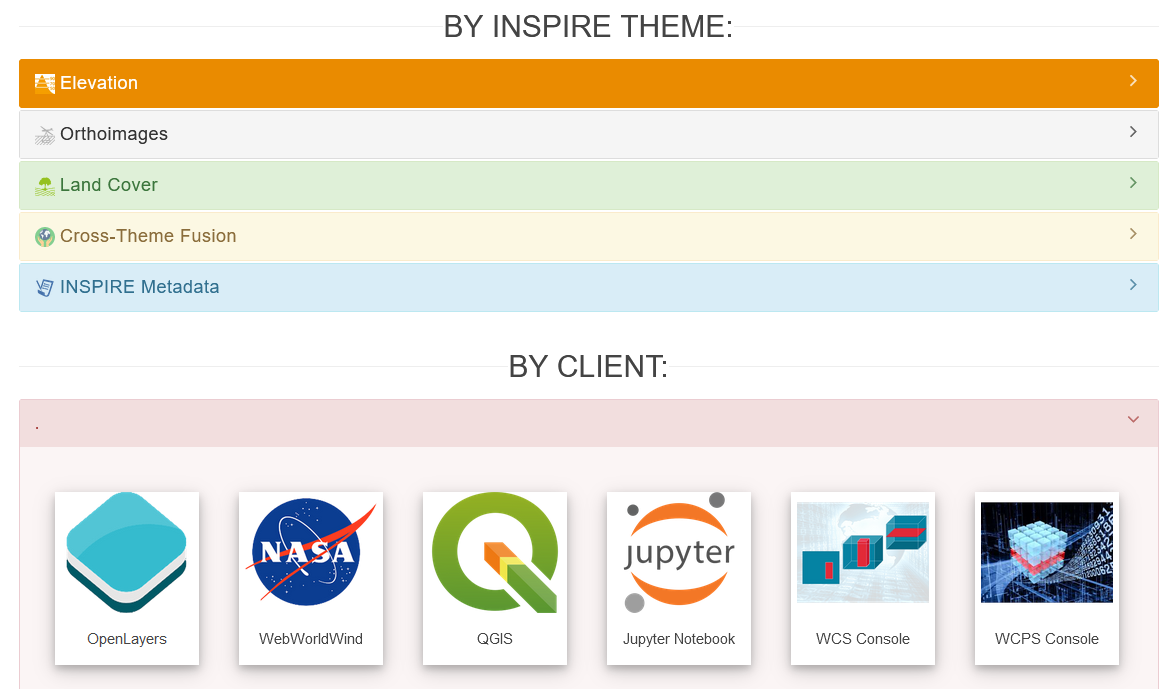 BY INSPIRE THEME:
Elevation
Orthoimages
Land Cover
Cross-Theme Fusion
INSPIRE Metadata
BY CLIENT:
.
NASA
jupyter
OpenLayers
WebWorldWind
QGIS
Jupyter Notebook
WCS Console
WCPS Console